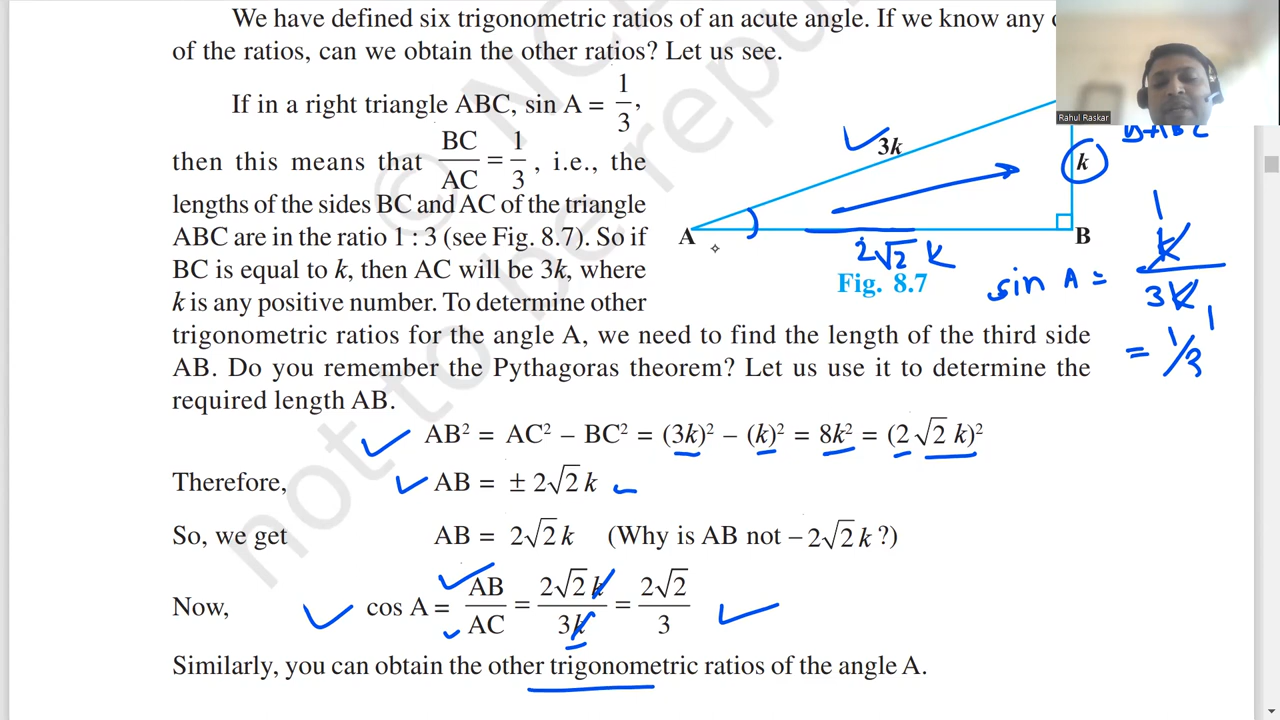 We have defined six trigonometric ratios of an acute angle. If we know any
of the ratios, can we obtain the other ratios? Let us see.
If in a right triangle ABC, sin A = 1/3,
then this means that BC/AC = 1/3, i.e., the
lengths of the sides BC and AC of the triangle
ABC are in the ratio 1 : 3 (see Fig. 8.7). So if
BC is equal to k, then AC will be 3k, where
k is any positive number. To determine other
trigonometric ratios for the angle A, we need to find the length of the third side
AB. Do you remember the Pythagoras theorem? Let us use it to determine the
required length AB.
AB² = AC² – BC² = (3k)² – (k)² = 8k² = (2√2 k)²
Therefore, AB = ± 2√2 k
So, we get AB = 2√2 k (Why is AB not – 2√2 k ?)
Now, cos A = AB/AC = 2√2 k/3k = 2√2/3
Similarly, you can obtain the other trigonometric ratios of the angle A.
Rahul Raskar
3k
k
A
B
2√2 k
Fig. 8.7
sin A = k/3k
1
1
= 1/3
not to be republished
© NC